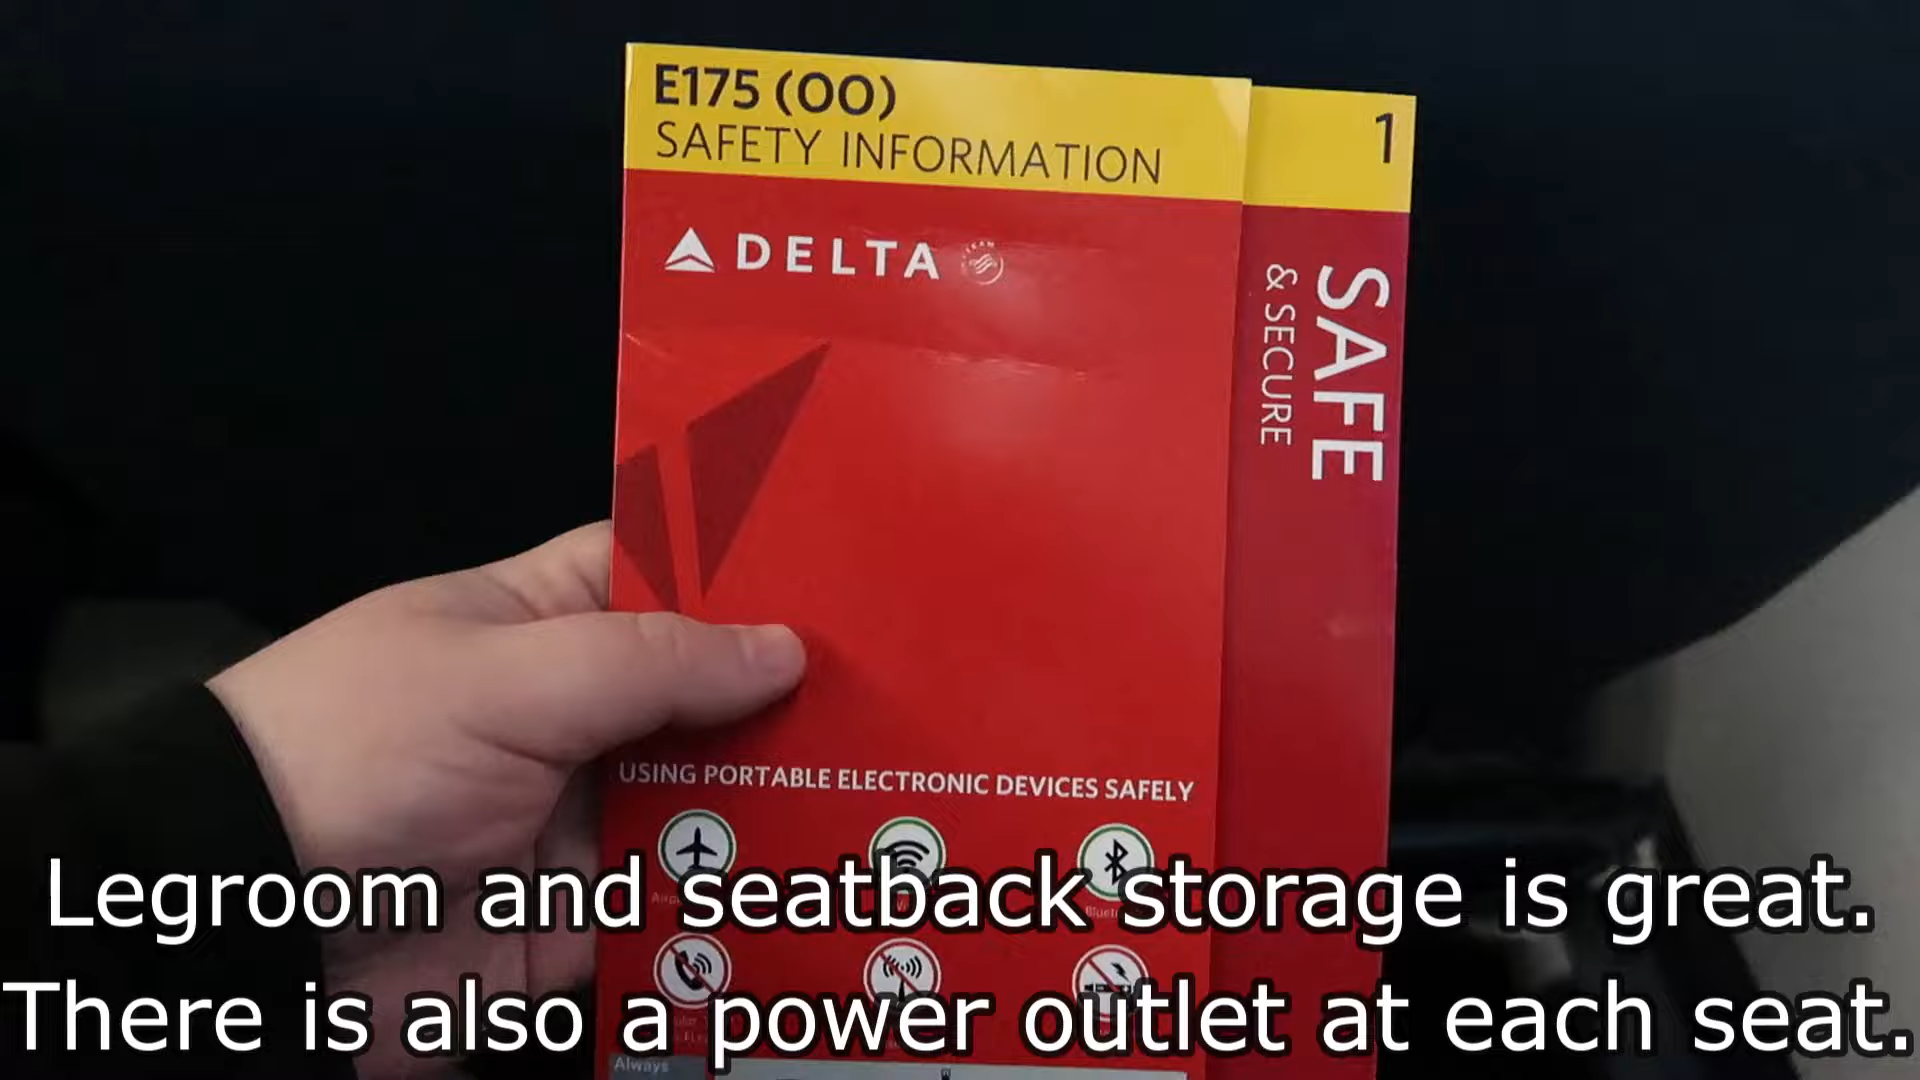 E175 (OO)
SAFETY INFORMATION
1
DELTA
SAFE
& SECURE
USING PORTABLE ELECTRONIC DEVICES SAFELY
Legroom and seatback storage is great.
There is also a power outlet at each seat.
Always